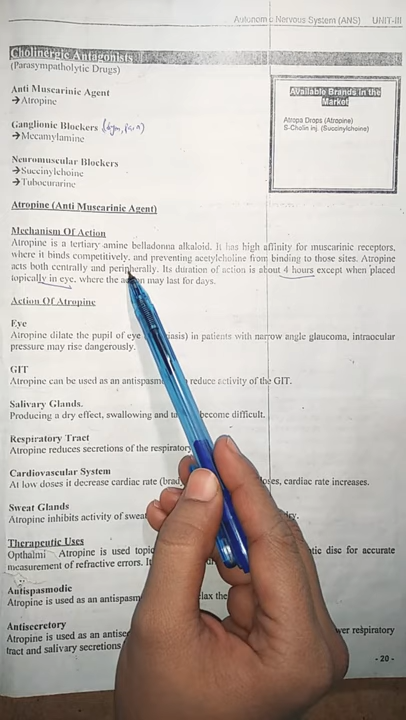 Autonomic Nervous System (ANS) UNIT-III
Cholinergic Antagonists
(Parasympatholytic Drugs)
Anti Muscarinic Agent
→Atropine
Ganglionic Blockers
→Mecamylamine
Neuromuscular Blockers
→Succinylchoine
→Tubocurarine
Available Brands in the
Market
Atropa Drops (Atropine)
S-Cholin inj. (Succinylchoine)
Atropine (Anti Muscarinic Agent)
Mechanism Of Action
Atropine is a tertiary amine belladonna alkaloid. It has high affinity for muscarinic receptors,
where it binds competitively, and preventing acetylcholine from binding to those sites. Atropine
acts both centrally and peripherally. Its duration of action is about 4 hours except when placed
topically in eye, where the action may last for days.
Action Of Atropine
Eye
Atropine dilate the pupil of eye in patients with narrow angle glaucoma, intraocular
pressure may rise dangerously.
GIT
Atropine can be used as an reduce activity of the GIT.
Salivary Glands.
Producing a dry effect, swallowing and become difficult.
Respiratory Tract
Atropine reduces secretions of the respiratory
Cardiovascular System
At low doses it decrease cardiac rate cardiac rate increases.
Sweat Glands
Atropine inhibits activity of sweat
Therapeutic Uses
Opthalmi Atropine is used disc for accurate
measurement of refractive errors.
Antispasmodic
Atropine is used as an the
Antisecretory
Atropine is used as an respiratory
tract and salivary secretions
- 20 -